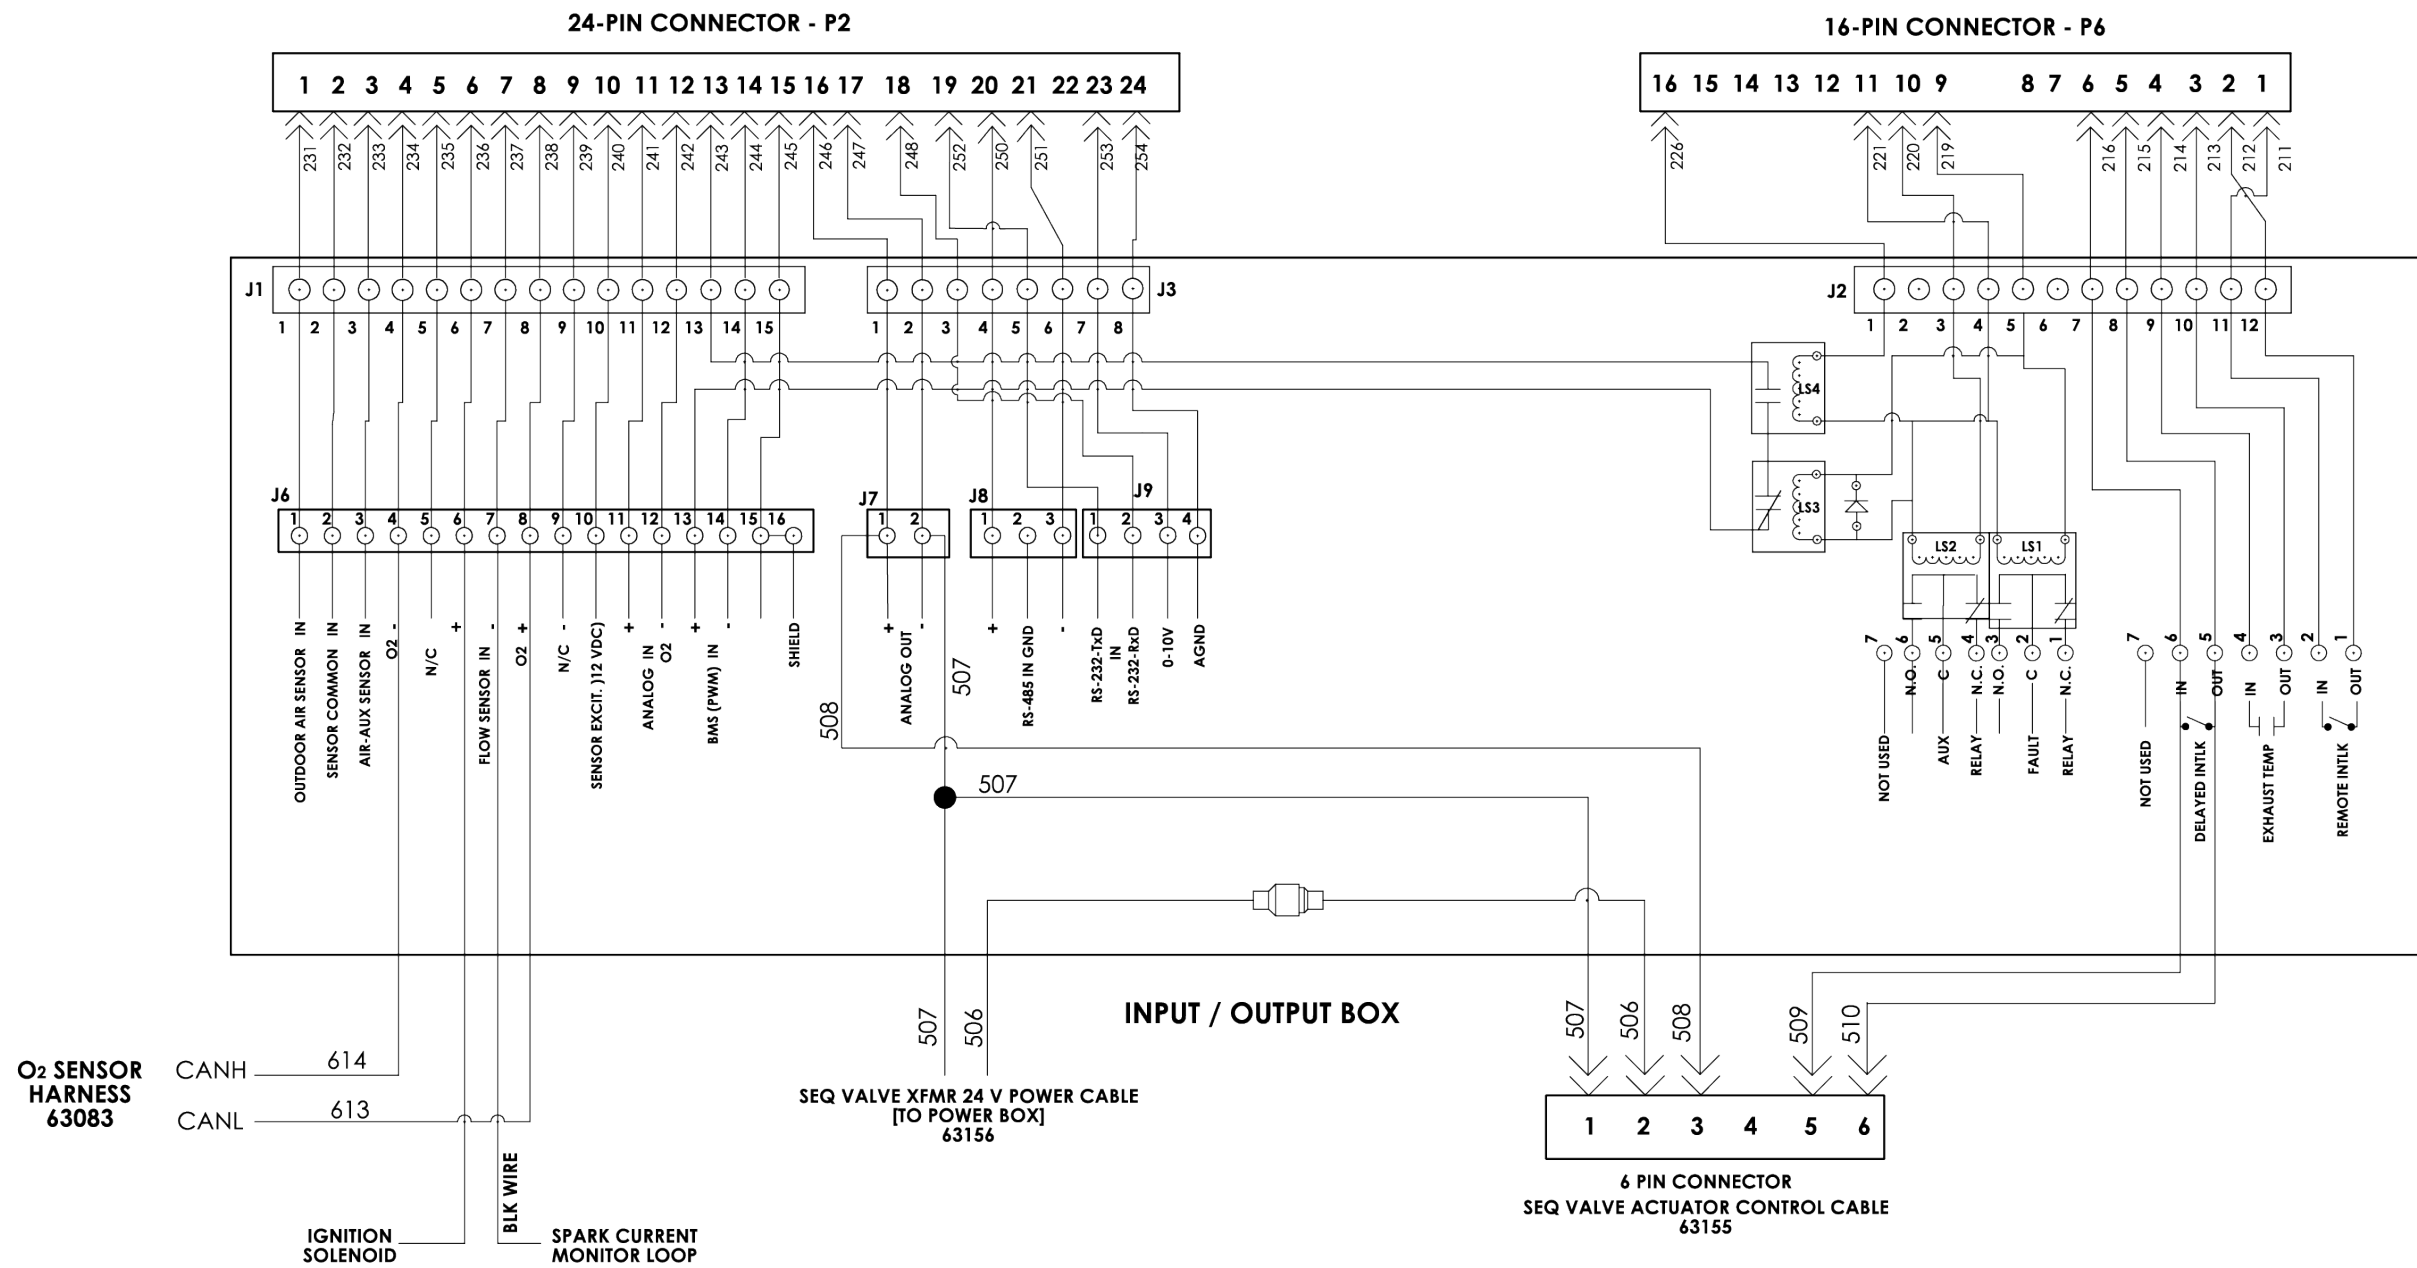 24-PIN CONNECTOR - P2
16-PIN CONNECTOR - P6
1 2 3 4 5 6 7 8 9 10 11 12 13 14 15 16 17 18 19 20 21 22 23 24
16 15 14 13 12 11 10 9 8 7 6 5 4 3 2 1
231 232 233 234 235 236 237 238 239 240 241 242 243 244 245 246 247 248 252 250 251 253 254
226 221 220 219 216 215 214 213 212 211
J1
J3
J2
1 2 3 4 5 6 7 8 9 10 11 12 13 14 15
1 2 3 4 5 6 7 8
1 2 3 4 5 6 7 8 9 10 11 12
LS4
LS3
LS2
LS1
J6
J7
J8
J9
1 2 3 4 5 6 7 8 9 10 11 12 13 14 15 16
1 2
1 2 3
1 2 3 4
OUTDOOR AIR SENSOR IN
SENSOR COMMON IN
AIR-AUX SENSOR IN
O2 -
N/C
+
FLOW SENSOR IN -
O2 +
N/C -
SENSOR EXCIT. )12 VDC)
+
ANALOG IN
O2 -
+
BMS (PWM) IN
-
SHIELD
+
ANALOG OUT
-
+
RS-485 IN GND
-
RS-232-TxD
IN
RS-232-RxD
0-10V
AGND
7 6 5 4 3 2 1
N.O. C N.C. N.O. C N.C.
NOT USED
AUX
RELAY
FAULT
RELAY
7 6 5 4 3 2 1
IN OUT IN OUT IN OUT
NOT USED
DELAYED INTLK
EXHAUST TEMP
REMOTE INTLK
508
507
507
507
506
INPUT / OUTPUT BOX
507
506
508
509
510
O2 SENSOR
HARNESS
63083
CANH
614
CANL
613
SEQ VALVE XFMR 24 V POWER CABLE
[TO POWER BOX]
63156
1 2 3 4 5 6
6 PIN CONNECTOR
SEQ VALVE ACTUATOR CONTROL CABLE
63155
BLK WIRE
IGNITION
SOLENOID
SPARK CURRENT
MONITOR LOOP